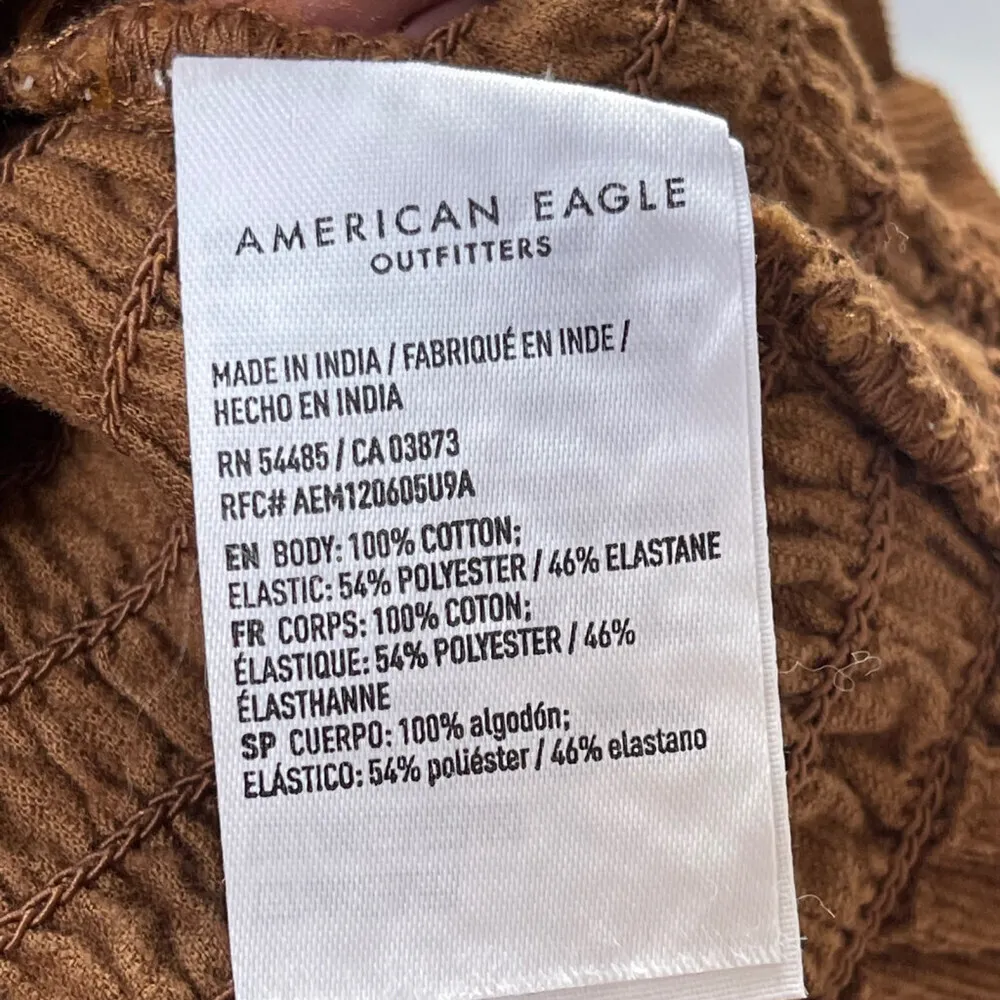 AMERICAN EAGLE
OUTFITTERS
MADE IN INDIA / FABRIQUÉ EN INDE /
HECHO EN INDIA
RN 54485 / CA 03873
RFC# AEM120605U9A
EN BODY: 100% COTTON;
ELASTIC: 54% POLYESTER / 46% ELASTANE
FR CORPS: 100% COTON;
ÉLASTIQUE: 54% POLYESTER / 46%
ÉLASTHANNE
SP CUERPO: 100% algodón;
ELÁSTICO: 54% poliéster / 46% elastano